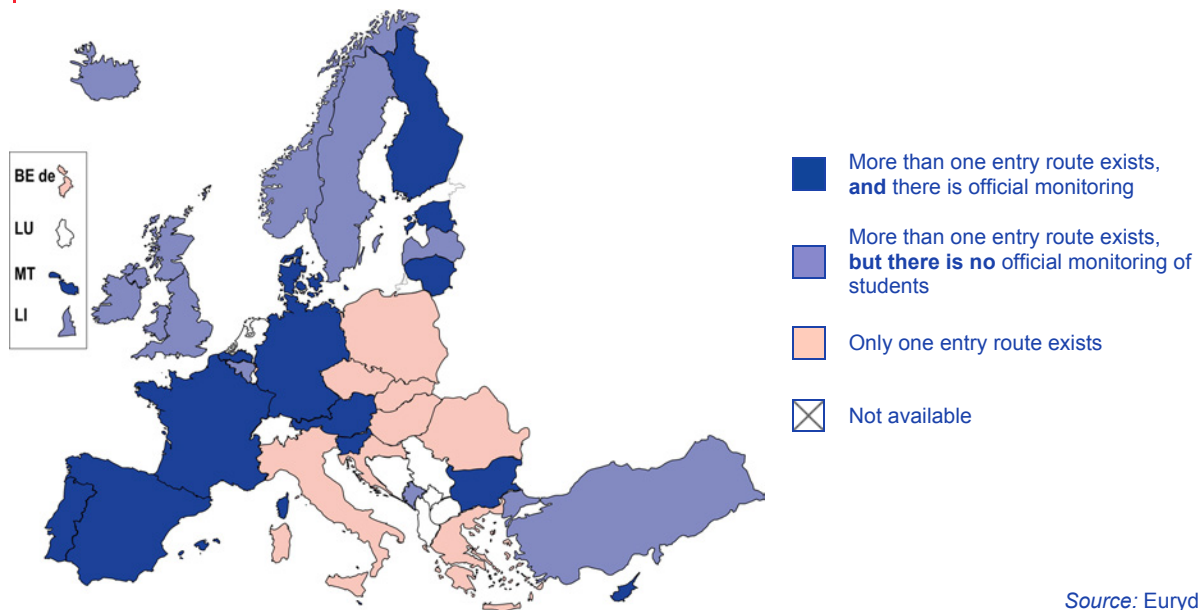 BE de
LU
MT
LI
More than one entry route exists,
and there is official monitoring
More than one entry route exists,
but there is no official monitoring of
students
Only one entry route exists
Not available
Source: Euryd